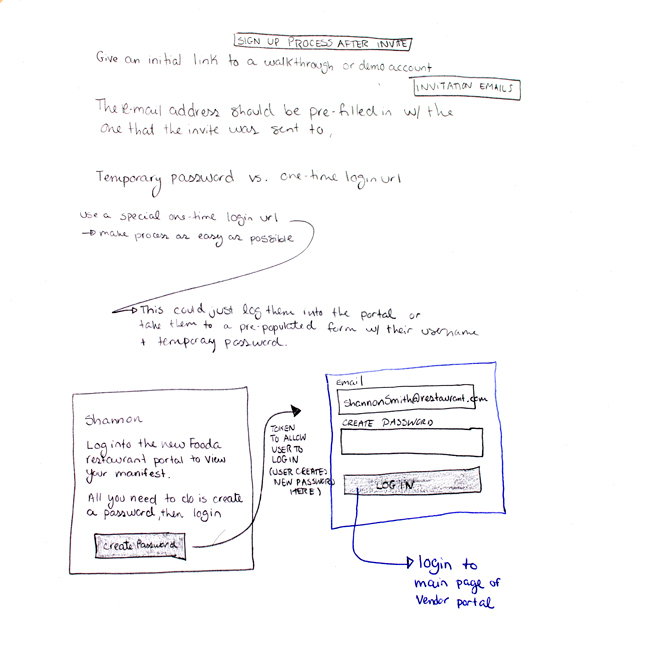 SIGN UP PROCESS AFTER INVITE
Give an initial link to a walkthrough or demo account
INVITATION EMAILS
The e-mail address should be pre-filled in w/ the
one that the invite was sent to,
Temporary password vs. one-time login url
use a special one-time login url
→ make process as easy as possible
→ This could just log them into the portal or
take them to a pre-populated form w/ their username
+ temporary password.
Shannon
Log into the new Fooda
restaurant portal to view
your manifest.
All you need to do is create
a password, then login
create Password
TOKEN
TO ALLOW
USER TO
LOGIN
(USER CREATES
NEW PASSWORD
HERE)
EMAIL
shannonSmith@restaurant.com
CREATE PASSWORD
LOG IN
login to
main page of
Vendor portal